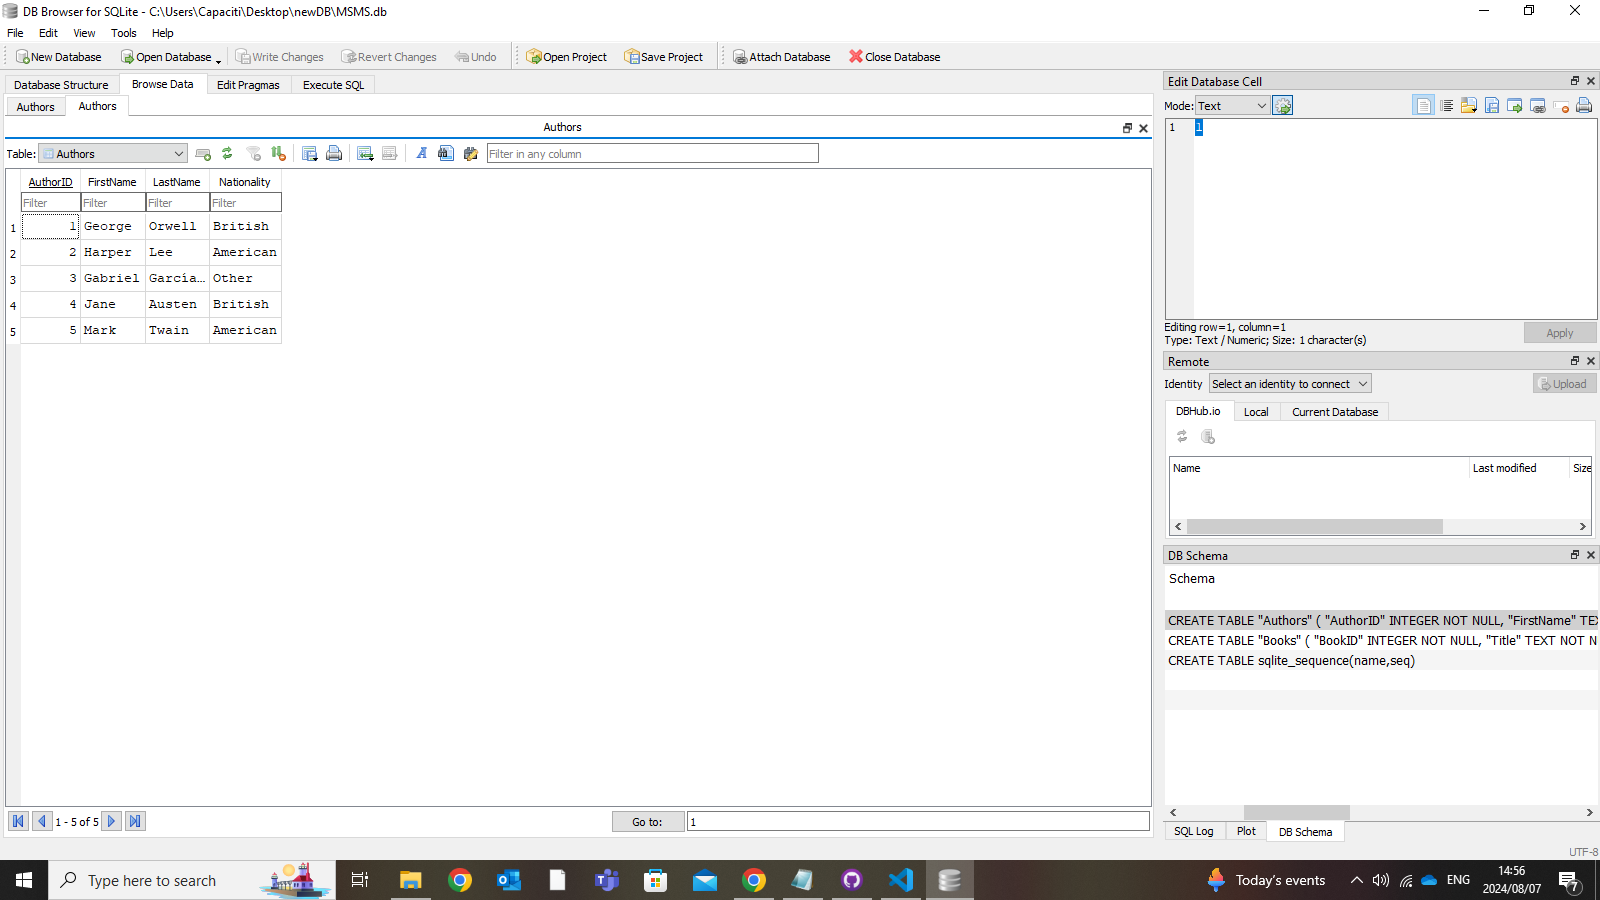 DB Browser for SQLite - C:\Users\Capaciti\Desktop\newDB\MSMS.db
File Edit View Tools Help
New Database Open Database Write Changes Revert Changes Undo Open Project Save Project Attach Database Close Database
Database Structure Browse Data Edit Pragmas Execute SQL
Authors Authors
Authors
Table: Authors Filter in any column
AuthorID FirstName LastName Nationality
Filter Filter Filter Filter
1 1 George Orwell British
2 2 Harper Lee American
3 3 Gabriel García… Other
4 4 Jane Austen British
5 5 Mark Twain American
1 - 5 of 5 Go to: 1
Edit Database Cell
Mode: Text
1 1
Editing row=1, column=1
Type: Text / Numeric; Size: 1 character(s)
Apply
Remote
Identity Select an identity to connect Upload
DBHub.io Local Current Database
Name Last modified Size
DB Schema
Schema
CREATE TABLE "Authors" ( "AuthorID" INTEGER NOT NULL, "FirstName" TEX
CREATE TABLE "Books" ( "BookID" INTEGER NOT NULL, "Title" TEXT NOT N
CREATE TABLE sqlite_sequence(name,seq)
SQL Log Plot DB Schema
UTF-8
Type here to search
Today's events ENG
14:56
2024/08/07
7